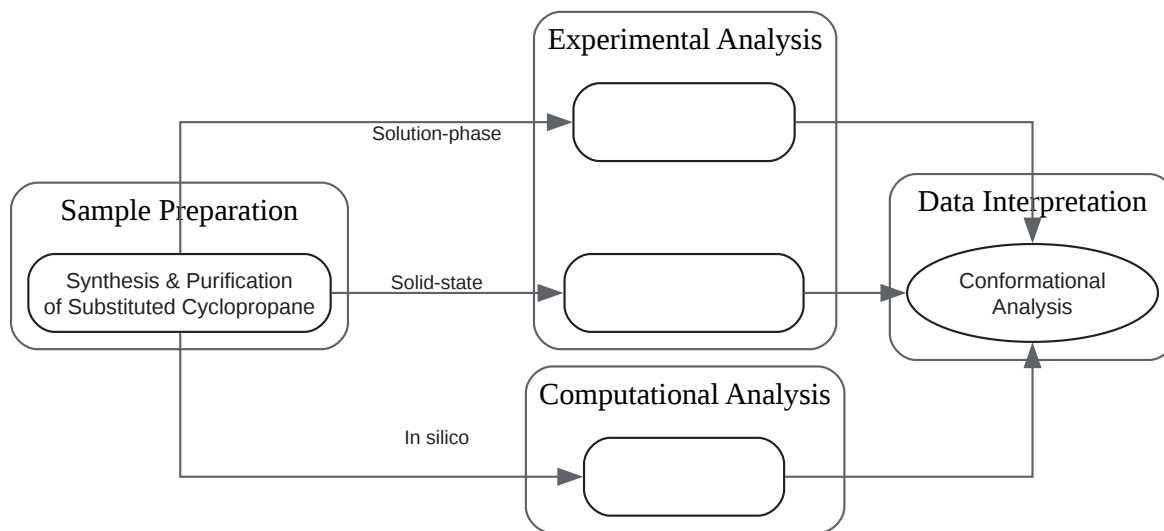 Experimental Analysis
Solution-phase
Sample Preparation
Synthesis & Purification
of Substituted Cyclopropane
Solid-state
Data Interpretation
Conformational
Analysis
Computational Analysis
In silico